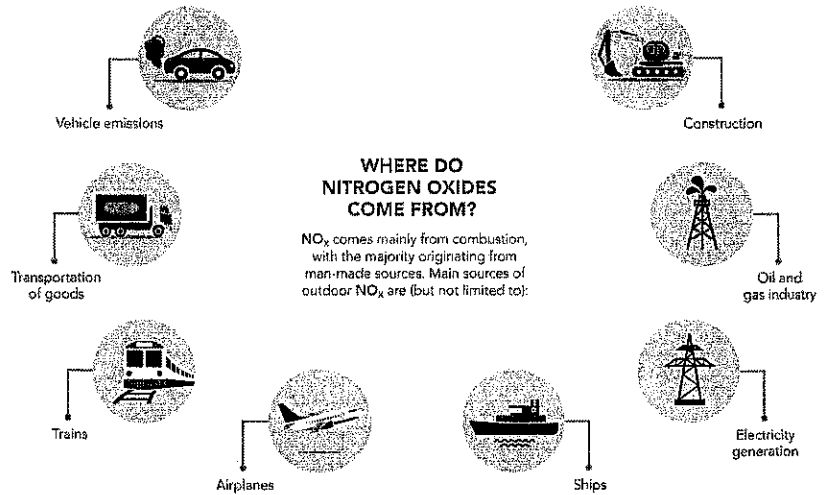 Vehicle emissions
Construction
WHERE DO
NITROGEN OXIDES
COME FROM?
NOx comes mainly from combustion,
with the majority originating from
man-made sources. Main sources of
outdoor NOx are (but not limited to):
Transportation
of goods
Oil and
gas industry
Trains
Electricity
generation
Airplanes
Ships